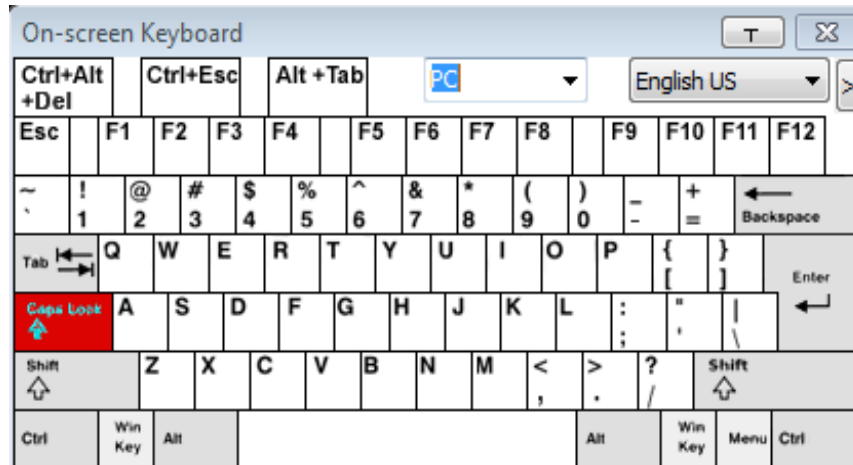 On-screen Keyboard T
Ctrl+Alt +Del Ctrl+Esc Alt +Tab PC English US >
Esc F1 F2 F3 F4 F5 F6 F7 F8 F9 F10 F11 F12
~ ! @ # $ % ^ & * ( ) _ +
` 1 2 3 4 5 6 7 8 9 0 - = Backspace
Tab Q W E R T Y U I O P { }
[ ] Enter
Caps Lock A S D F G H J K L : " |
; ' \
Shift Z X C V B N M < > ? Shift
, . /
Ctrl Win Key Alt Alt Win Key Menu Ctrl